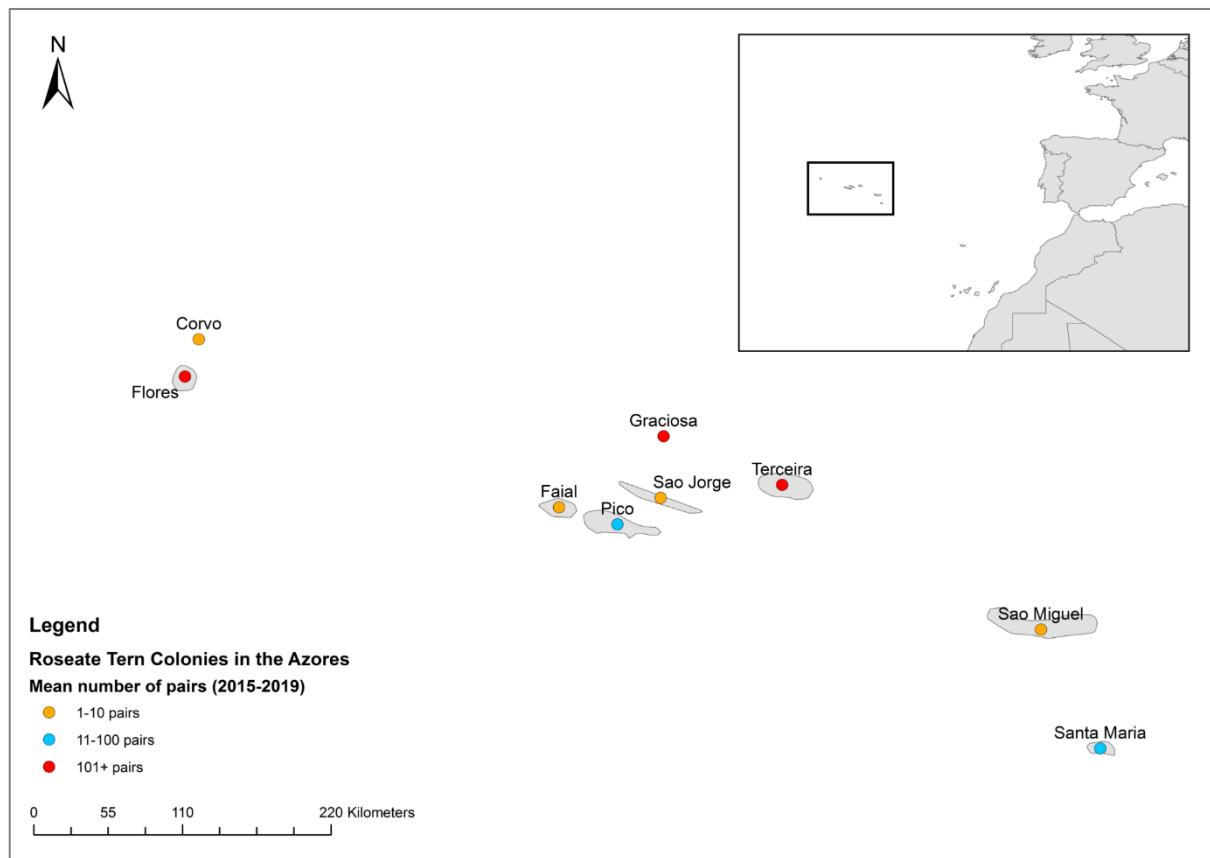 N
Corvo
Flores
Graciosa
Terceira
Sao Jorge
Faial
Pico
Sao Miguel
Santa Maria
Legend
Roseate Tern Colonies in the Azores
Mean number of pairs (2015-2019)
1-10 pairs
11-100 pairs
101+ pairs
0 55 110 220 Kilometers